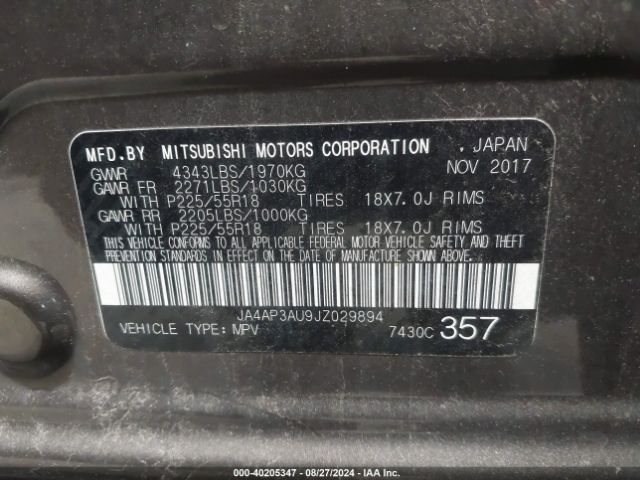 MFD.BY MITSUBISHI MOTORS CORPORATION . JAPAN
GVWR 4343LBS/1970KG NOV 2017
GAWR FR 2271LBS/1030KG
WITH P225/55R18 TIRES 18X7.0J RIMS
GAWR RR 2205LBS/1000KG
WITH P225/55R18 TIRES 18X7.0J RIMS
THIS VEHICLE CONFORMS TO ALL APPLICABLE FEDERAL MOTOR VEHICLE SAFETY AND THEFT
PREVENTION STANDARDS IN EFFECT ON THE DATE OF MANUFACTURE SHOWN ABOVE.
JA4AP3AU9JZ029894
VEHICLE TYPE: MPV 7430C 357
000-40205347 - 08/27/2024 - IAA Inc.